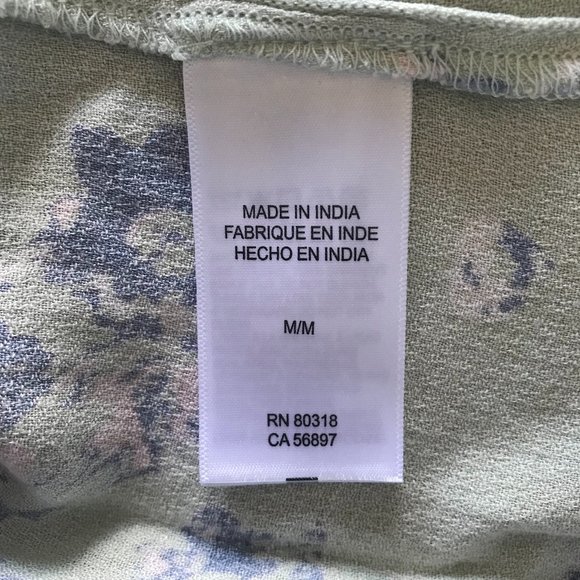 MADE IN INDIA
FABRIQUE EN INDE
HECHO EN INDIA
M/M
RN 80318
CA 56897